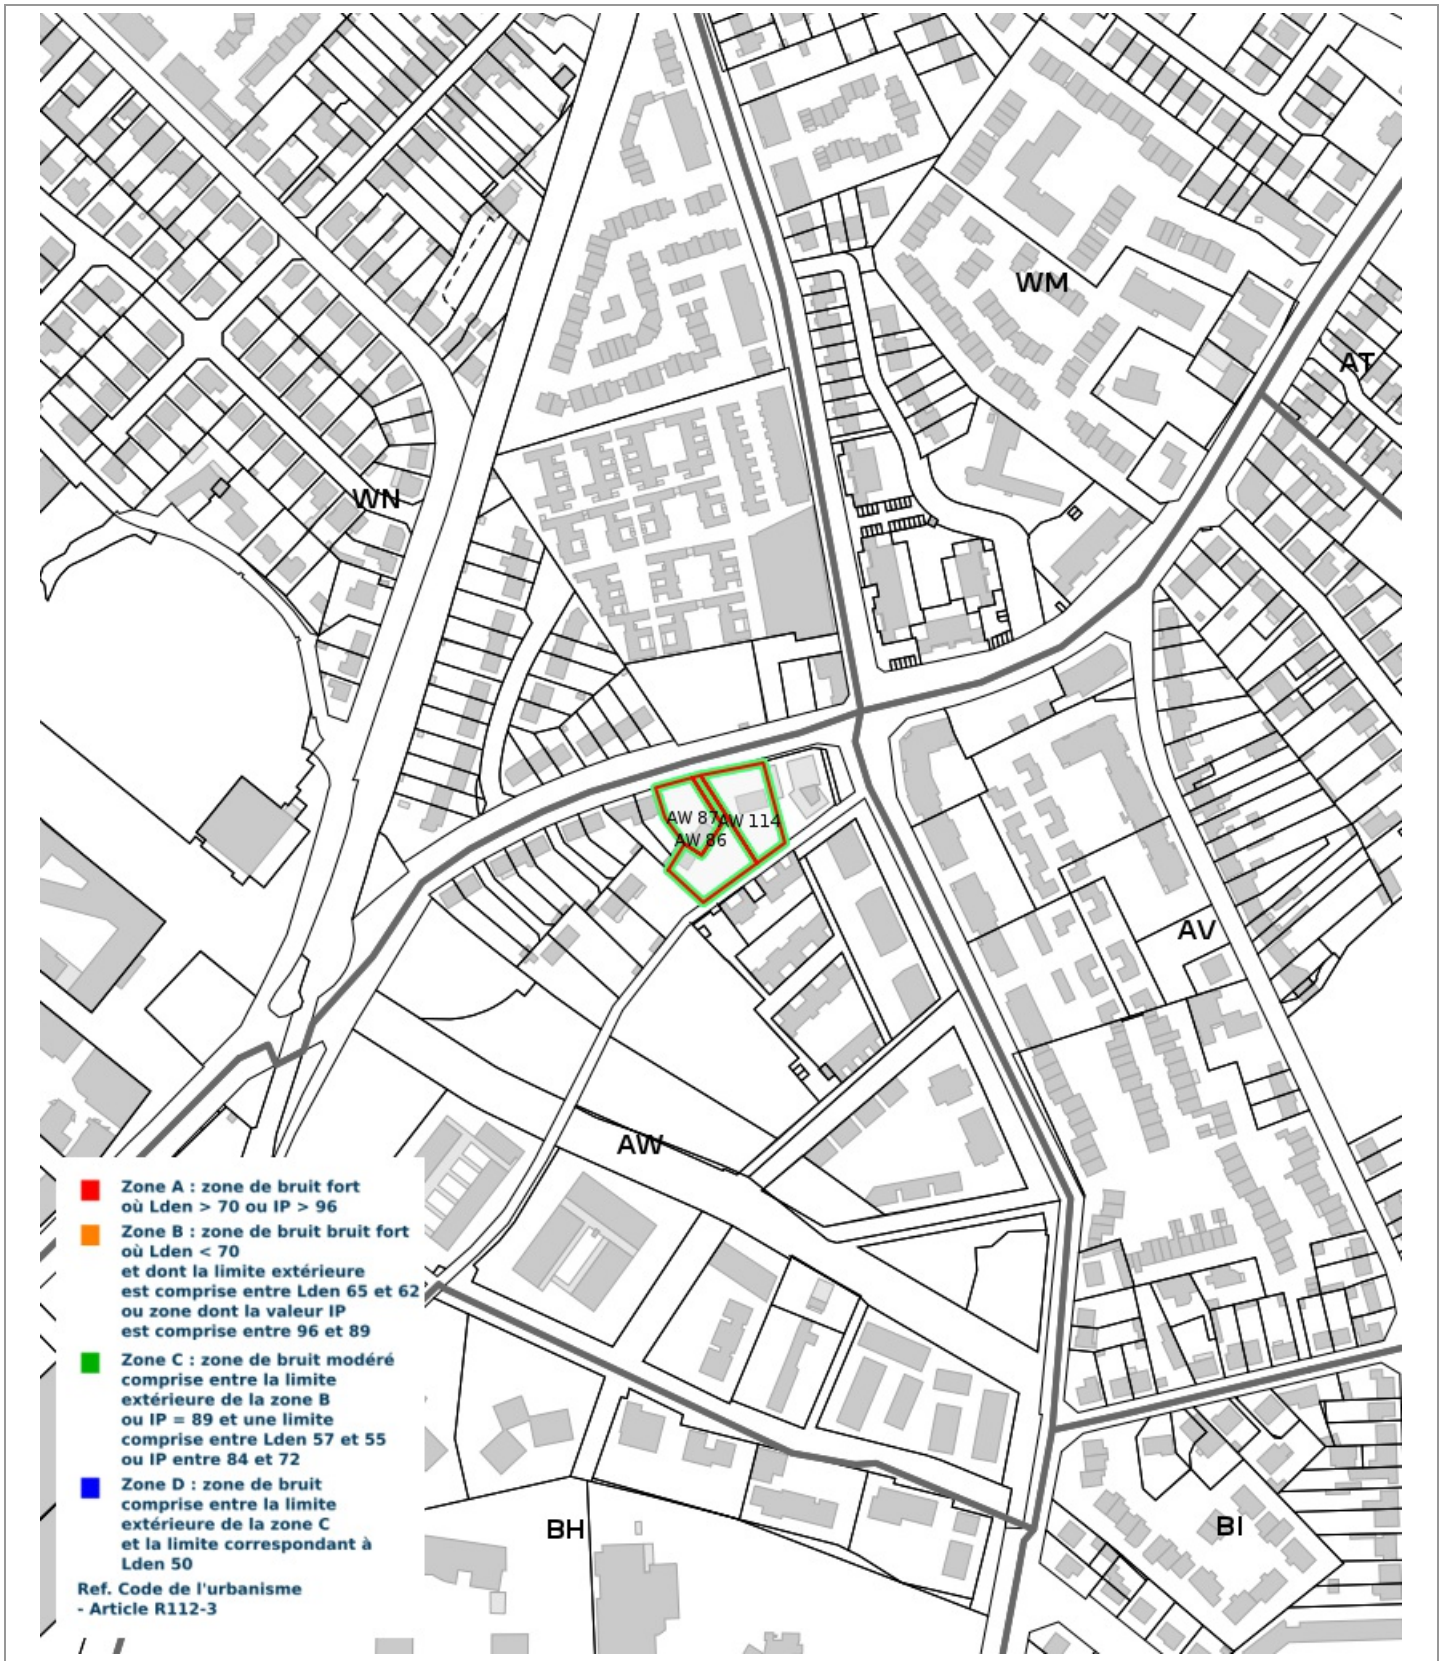 WM
AT
WN
AW 87
AW 114
AW 86
AV
AW
Zone A : zone de bruit fort
où Lden > 70 ou IP > 96
Zone B : zone de bruit bruit fort
où Lden < 70
et dont la limite extérieure
est comprise entre Lden 65 et 62
ou zone dont la valeur IP
est comprise entre 96 et 89
Zone C : zone de bruit modéré
comprise entre la limite
extérieure de la zone B
ou IP = 89 et une limite
comprise entre Lden 57 et 55
ou IP entre 84 et 72
Zone D : zone de bruit
comprise entre la limite
extérieure de la zone C
et la limite correspondant à
Lden 50
Ref. Code de l'urbanisme
- Article R112-3
BH
BI